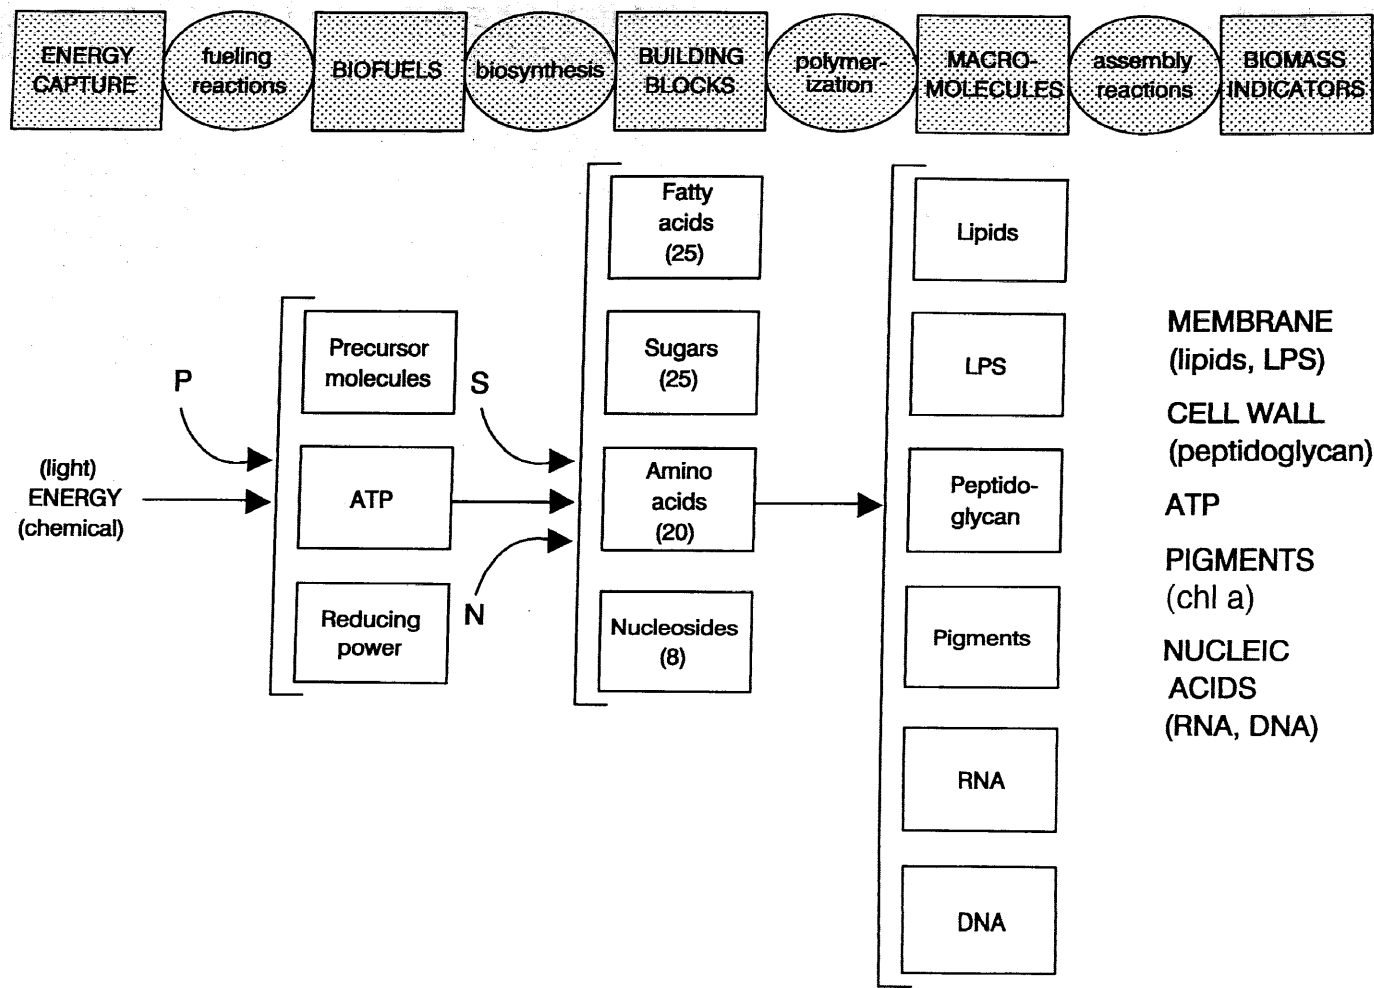 ENERGY
CAPTURE
fueling
reactions
BIOFUELS
biosynthesis
BUILDING
BLOCKS
polymer-
ization
MACRO-
MOLECULES
assembly
reactions
BIOMASS
INDICATORS
(light)
ENERGY
(chemical)
P
Precursor
molecules
ATP
Reducing
power
S
N
Fatty
acids
(25)
Sugars
(25)
Amino
acids
(20)
Nucleosides
(8)
Lipids
LPS
Peptido-
glycan
Pigments
RNA
DNA
MEMBRANE
(lipids, LPS)
CELL WALL
(peptidoglycan)
ATP
PIGMENTS
(chl a)
NUCLEIC
ACIDS
(RNA, DNA)